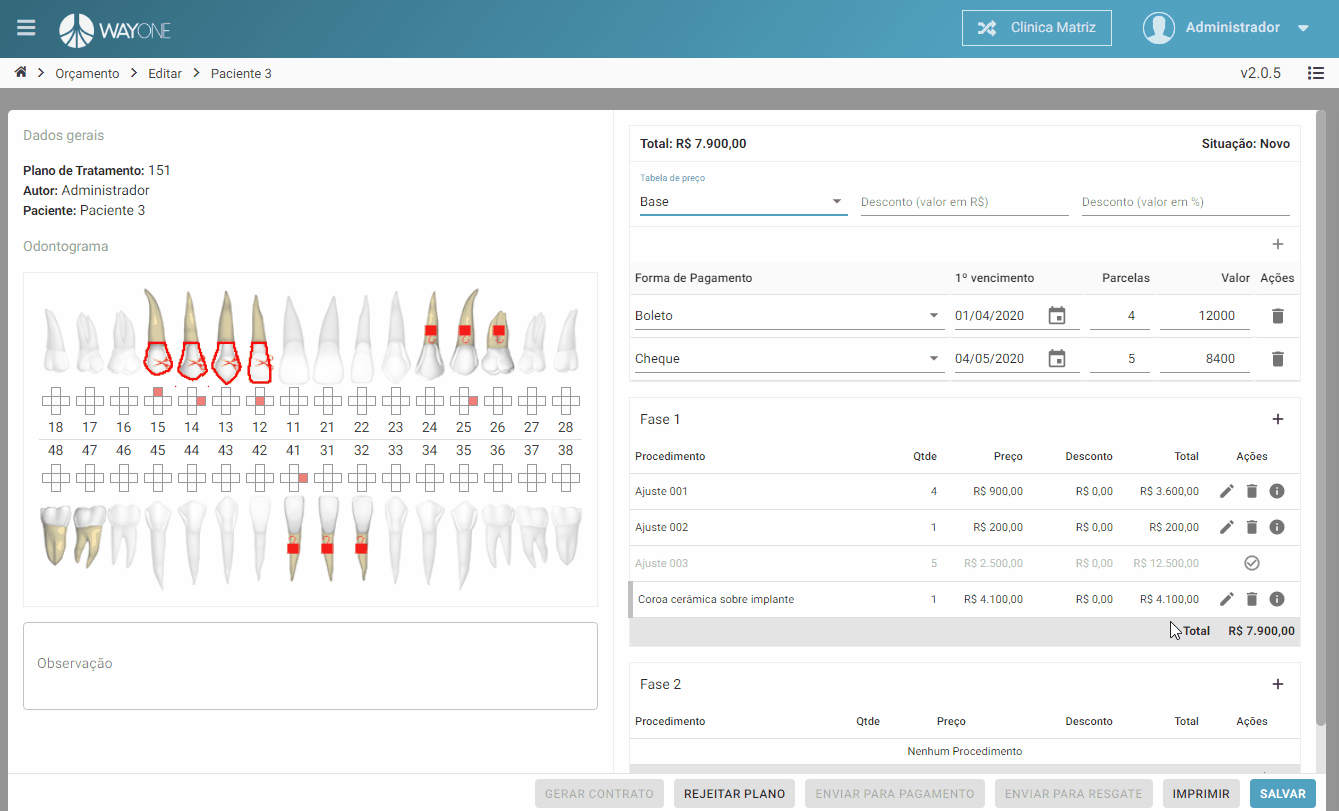 WAYONE
Clinica Matriz
Administrador
Orçamento
Editar
Paciente 3
v2.0.5
Dados gerais
Plano de Tratamento: 151
Autor: Administrador
Paciente: Paciente 3
Odontograma
18 17 16 15 14 13 12 11 21 22 23 24 25 26 27 28
48 47 46 45 44 43 42 41 31 32 33 34 35 36 37 38
Observação
Total: R$ 7.900,00 Situação: Novo
Tabela de preço
Base Desconto (valor em R$) Desconto (valor em %)
Forma de Pagamento 1º vencimento Parcelas Valor Ações
Boleto 01/04/2020 4 12000
Cheque 04/05/2020 5 8400
Fase 1
Procedimento Qtde Preço Desconto Total Ações
Ajuste 001 4 R$ 900,00 R$ 0,00 R$ 3.600,00
Ajuste 002 1 R$ 200,00 R$ 0,00 R$ 200,00
Ajuste 003 5 R$ 2.500,00 R$ 0,00 R$ 12.500,00
Coroa cerâmica sobre implante 1 R$ 4.100,00 R$ 0,00 R$ 4.100,00
Total R$ 7.900,00
Fase 2
Procedimento Qtde Preço Desconto Total Ações
Nenhum Procedimento
GERAR CONTRATO REJEITAR PLANO ENVIAR PARA PAGAMENTO ENVIAR PARA RESGATE IMPRIMIR SALVAR